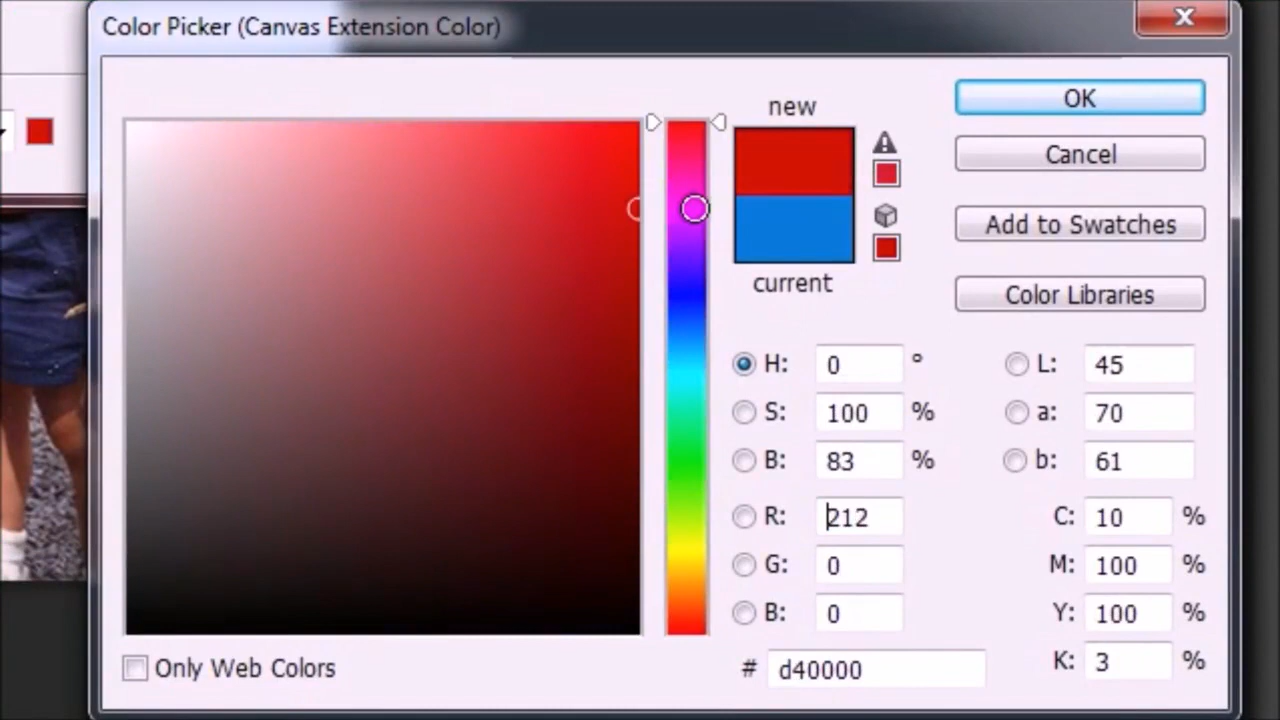 Color Picker (Canvas Extension Color)
new
current
OK
Cancel
Add to Swatches
Color Libraries
H: 0 °
S: 100 %
B: 83 %
R: 212
G: 0
B: 0
# d40000
L: 45
a: 70
b: 61
C: 10 %
M: 100 %
Y: 100 %
K: 3 %
Only Web Colors